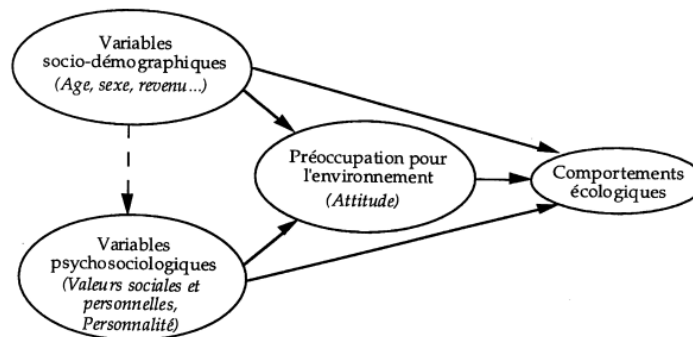 Variables
socio-démographiques
(Age, sexe, revenu...)
Préoccupation pour
l'environnement
(Attitude)
Comportements
écologiques
Variables
psychosociologiques
(Valeurs sociales et
personnelles,
Personnalité)